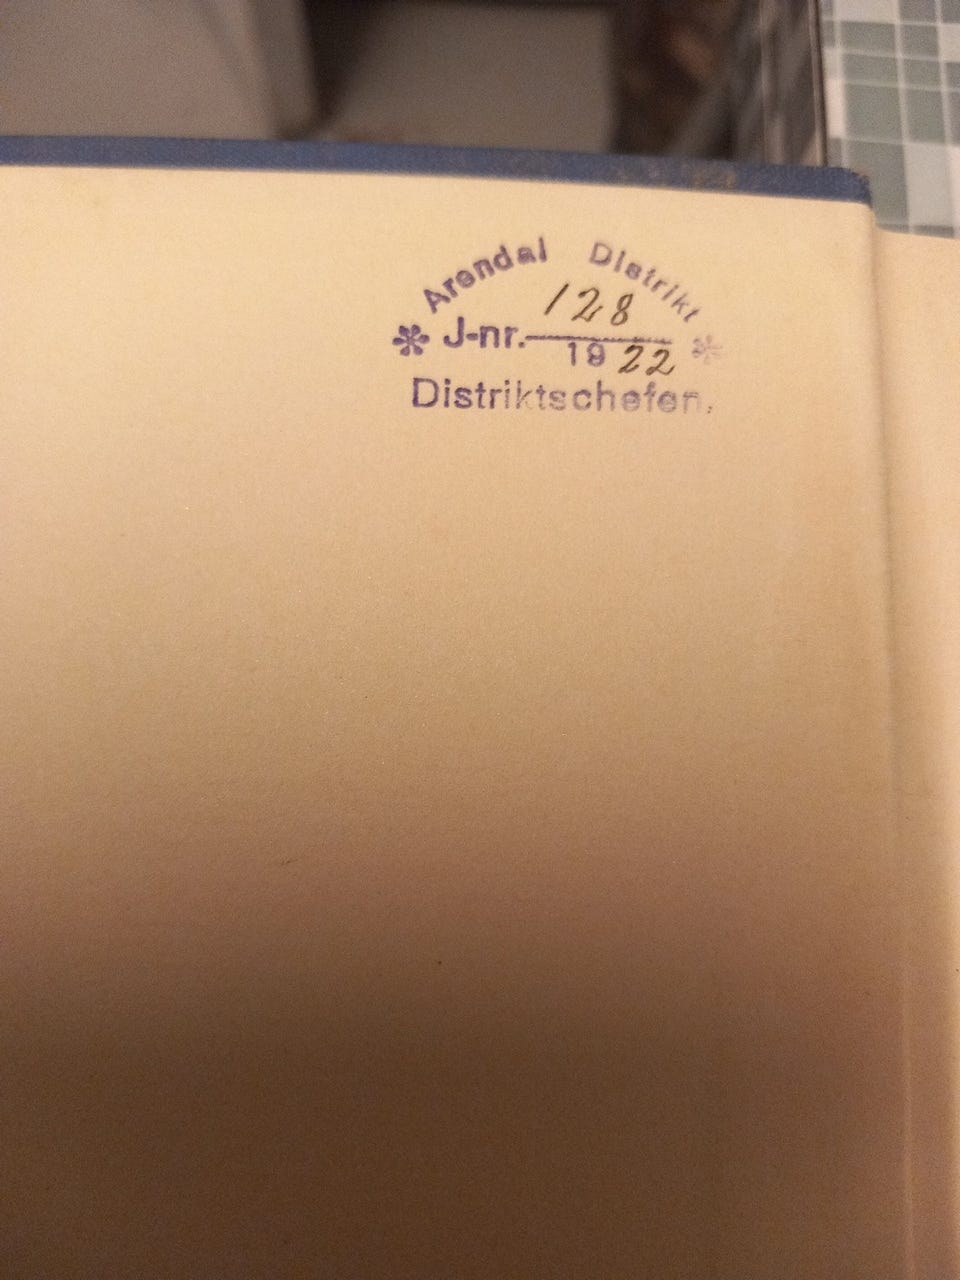 Arendal Distrikt
128
J-nr.
1922
Distriktschefen.